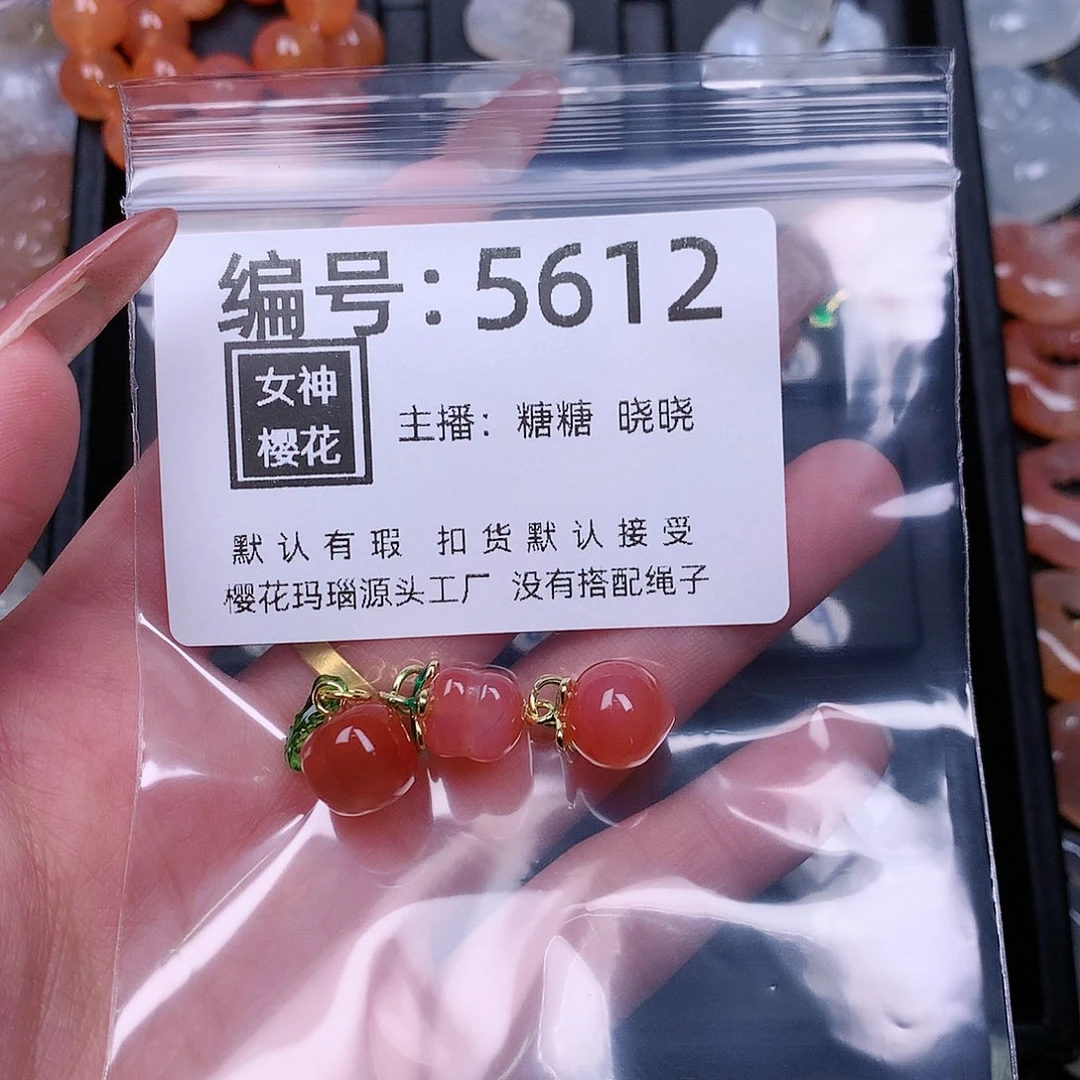 编号:5612
女神
樱花
主播: 糖糖 晓晓
默认有瑕 扣货默认接受
樱花玛瑙源头工厂 没有搭配绳子